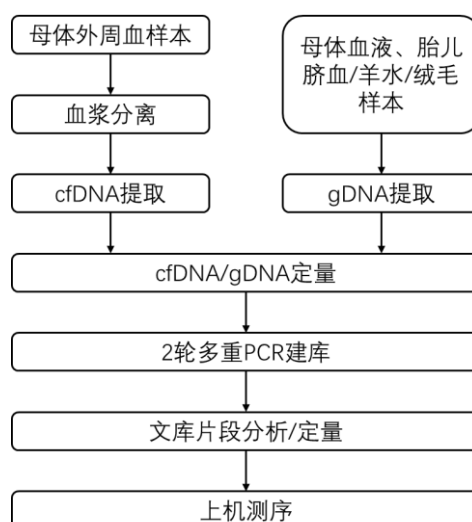 母体外周血样本
母体血液、胎儿
脐血/羊水/绒毛
样本
血浆分离
cfDNA提取
gDNA提取
cfDNA/gDNA定量
2轮多重PCR建库
文库片段分析/定量
上机测序